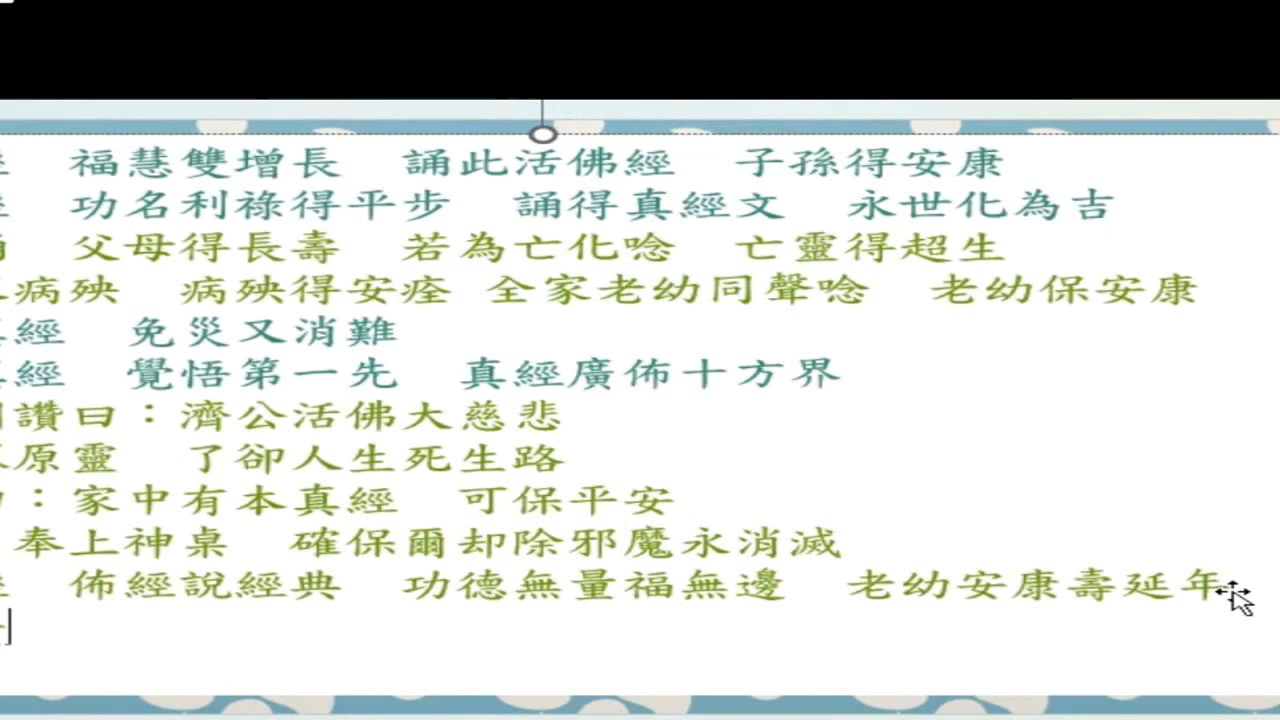 福慧雙增長 誦此活佛經 子孫得安康
功名利祿得平步 誦得真經文 永世化為吉
父母得長壽 若為亡化唸 亡靈得超生
病殃 病殃得安痊 全家老幼同聲唸 老幼保安康
經 免災又消難
經 覺悟第一先 真經廣佈十方界
讚曰：濟公活佛大慈悲
原靈 了卻人生死生路
：家中有本真經 可保平安
奉上神桌 確保爾却除邪魔永消滅
佈經說經典 功德無量福無邊 老幼安康壽延年